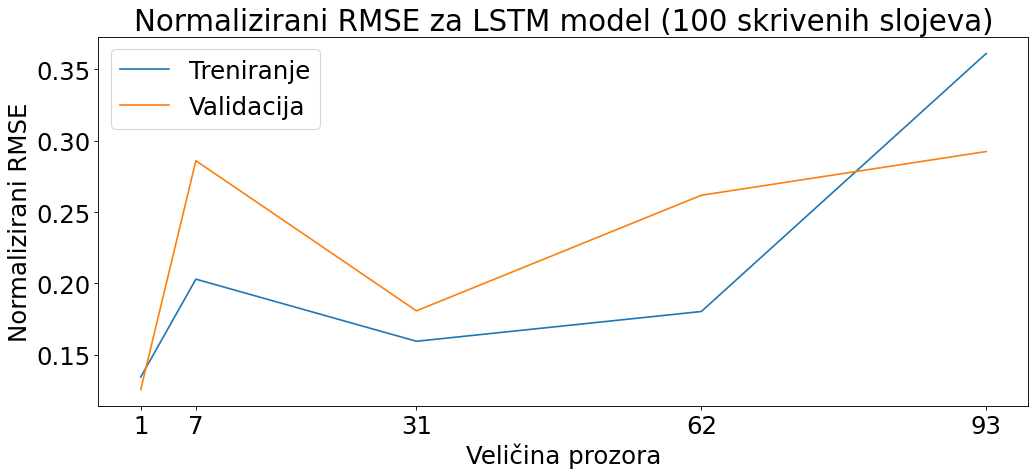 Normalizirani RMSE za LSTM model (100 skrivenih slojeva)
Treniranje
Validacija
Normalizirani RMSE
0.35
0.30
0.25
0.20
0.15
1 7 31 62 93
Veličina prozora